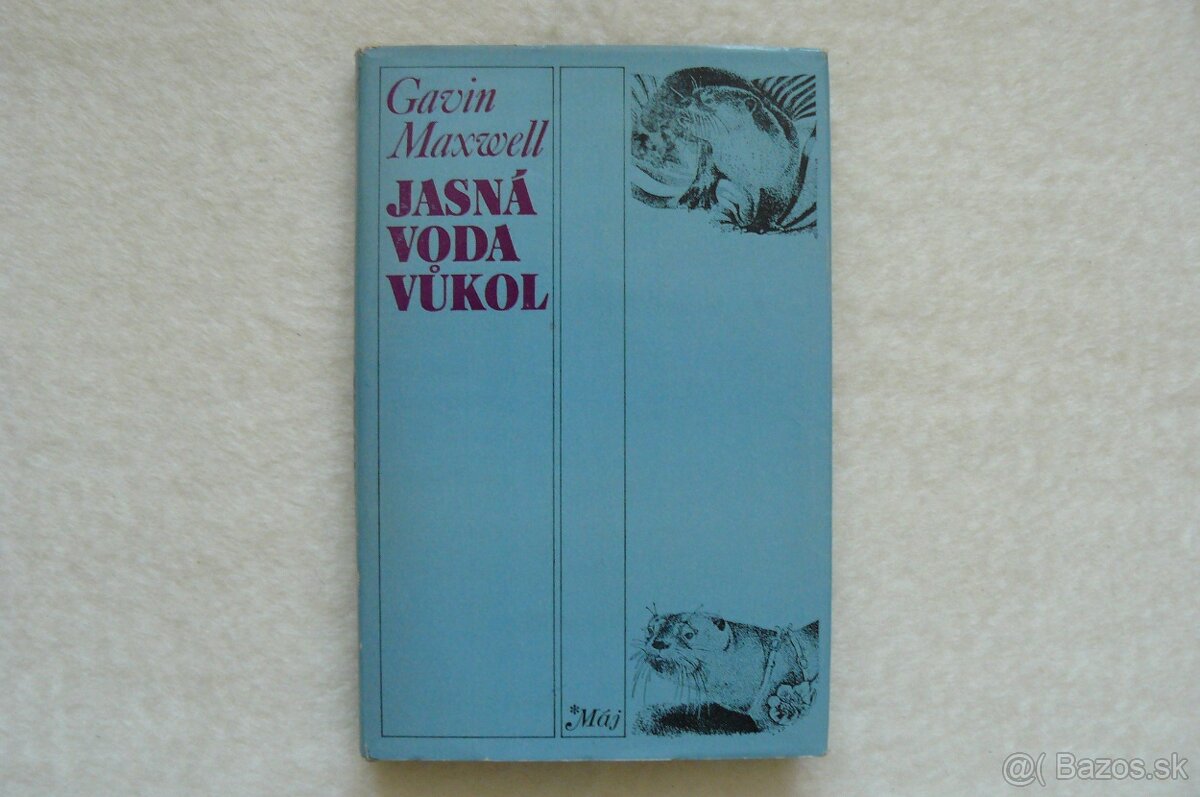 Gavin
Maxwell
JASNÁ
VODA
VŮKOL
*Máj
@( Bazos.sk